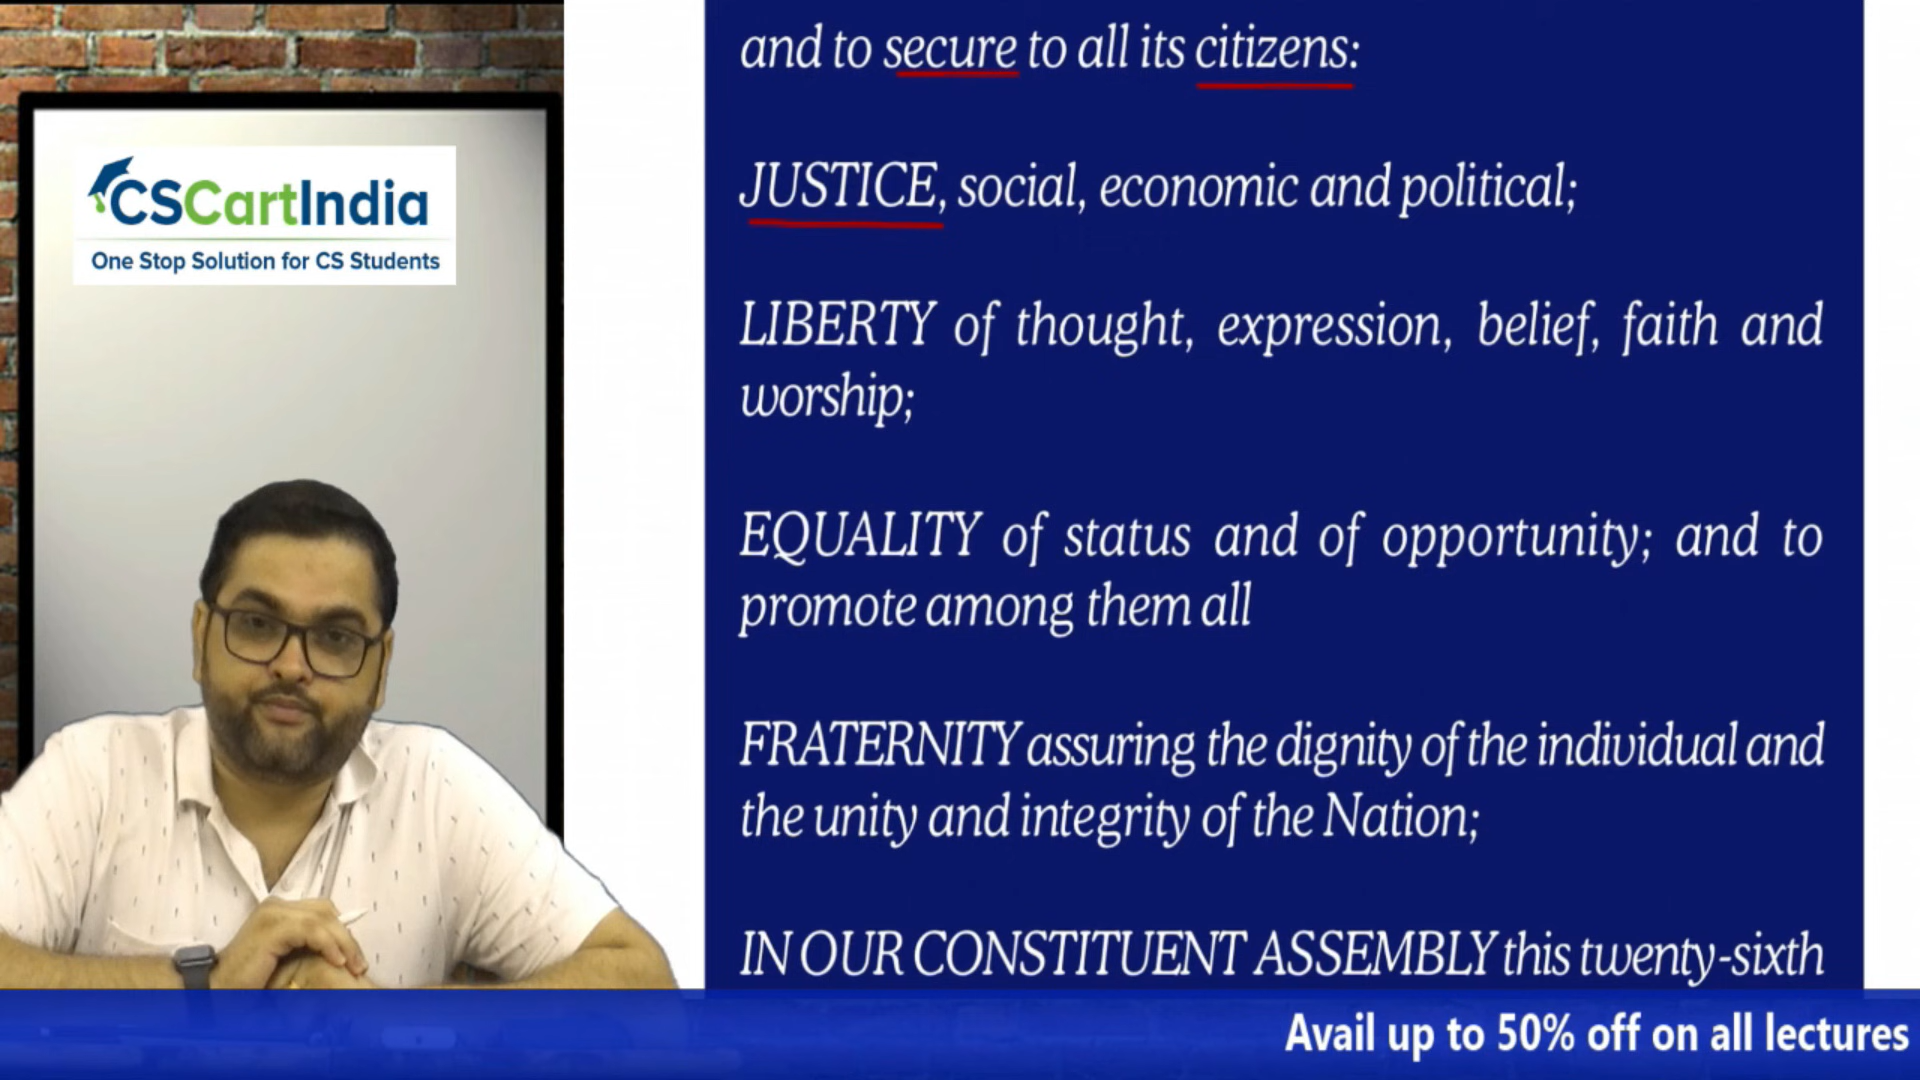 CSCartIndia
One Stop Solution for CS Students
and to secure to all its citizens:
JUSTICE, social, economic and political;
LIBERTY of thought, expression, belief, faith and
worship;
EQUALITY of status and of opportunity; and to
promote among them all
FRATERNITY assuring the dignity of the individual and
the unity and integrity of the Nation;
IN OUR CONSTITUENT ASSEMBLY this twenty-sixth
Avail up to 50% off on all lectures